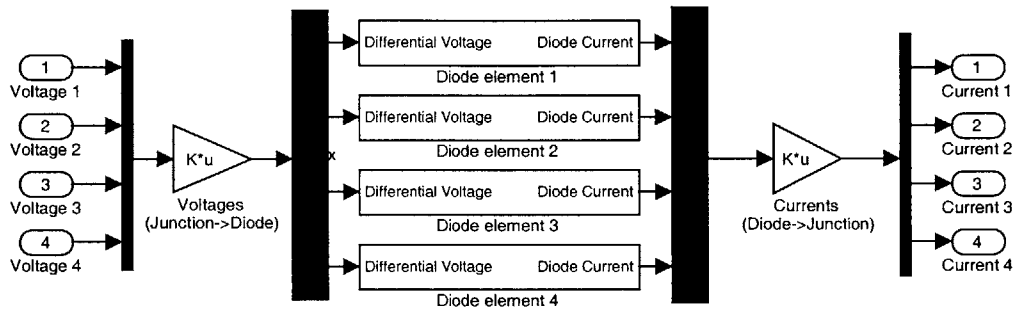 1
Voltage 1
2
Voltage 2
3
Voltage 3
4
Voltage 4
K*u
Voltages
(Junction->Diode)
x
Differential Voltage Diode Current
Diode element 1
Differential Voltage Diode Current
Diode element 2
Differential Voltage Diode Current
Diode element 3
Differential Voltage Diode Current
Diode element 4
K*u
Currents
(Diode->Junction)
1
Current 1
2
Current 2
3
Current 3
4
Current 4